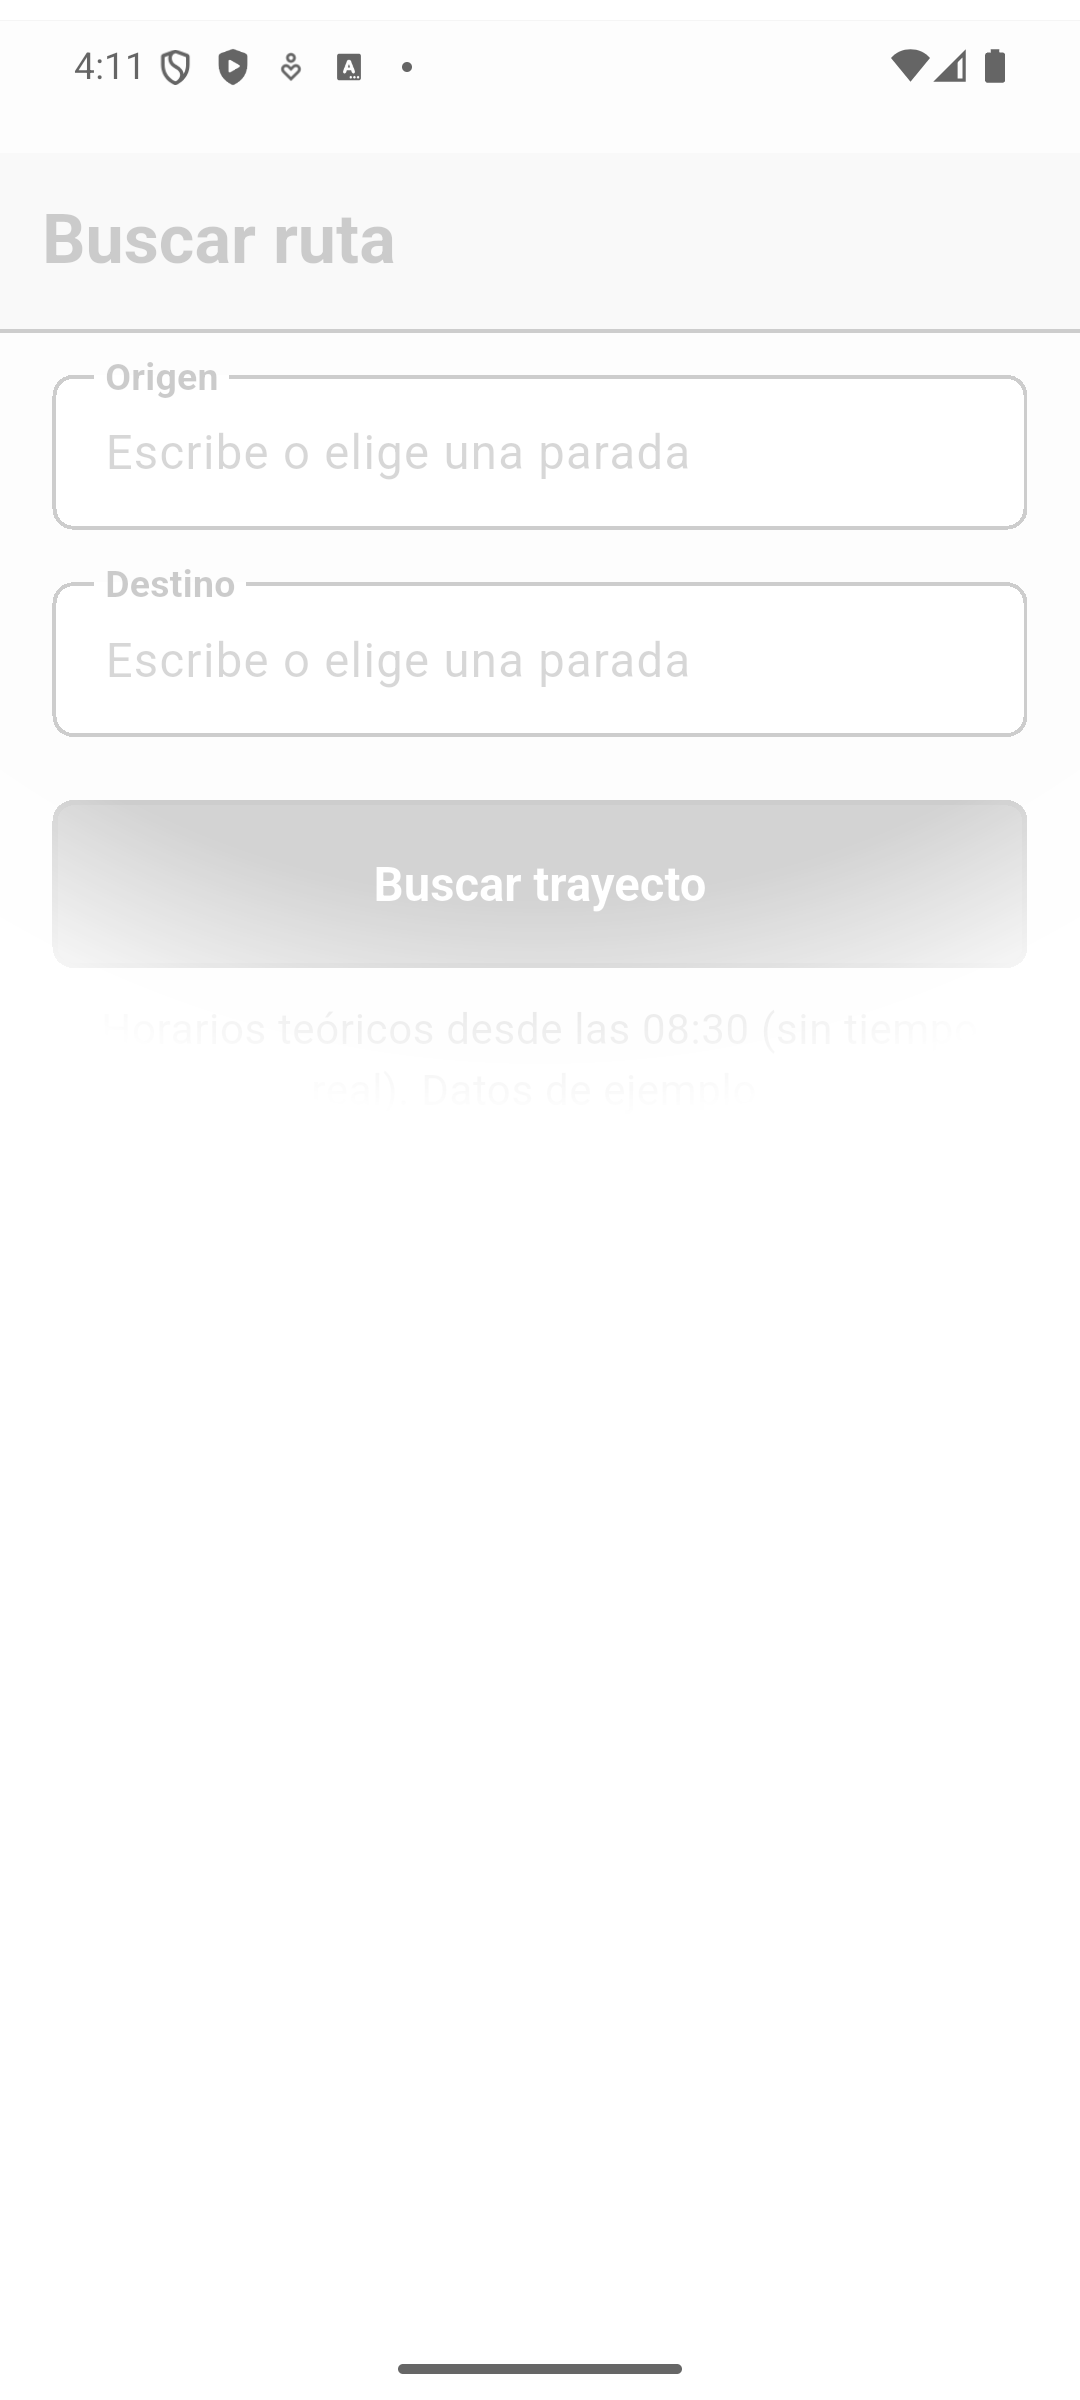 4:11
Buscar ruta
Origen
Escribe o elige una parada
Destino
Escribe o elige una parada
Buscar trayecto
Horarios teóricos desde las 08:30 (sin tiempo
real). Datos de ejemplo